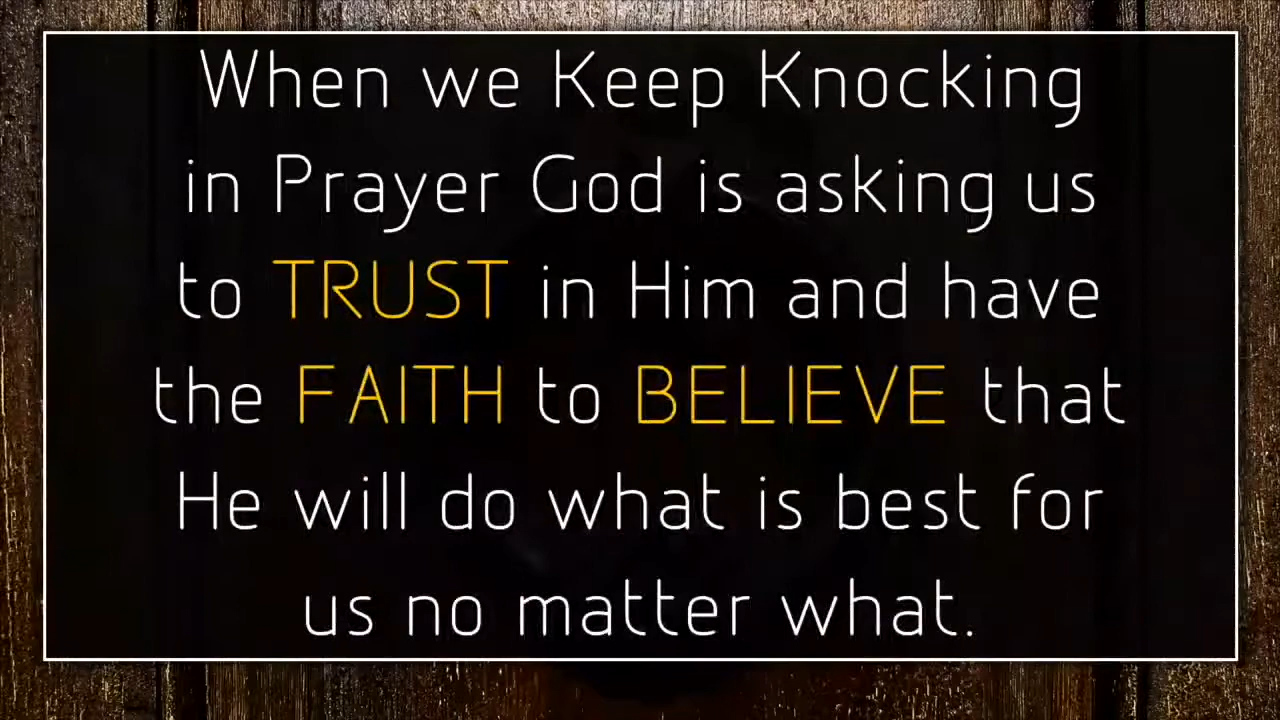 When we Keep Knocking
in Prayer God is asking us
to TRUST in Him and have
the FAITH to BELIEVE that
He will do what is best for
us no matter what.